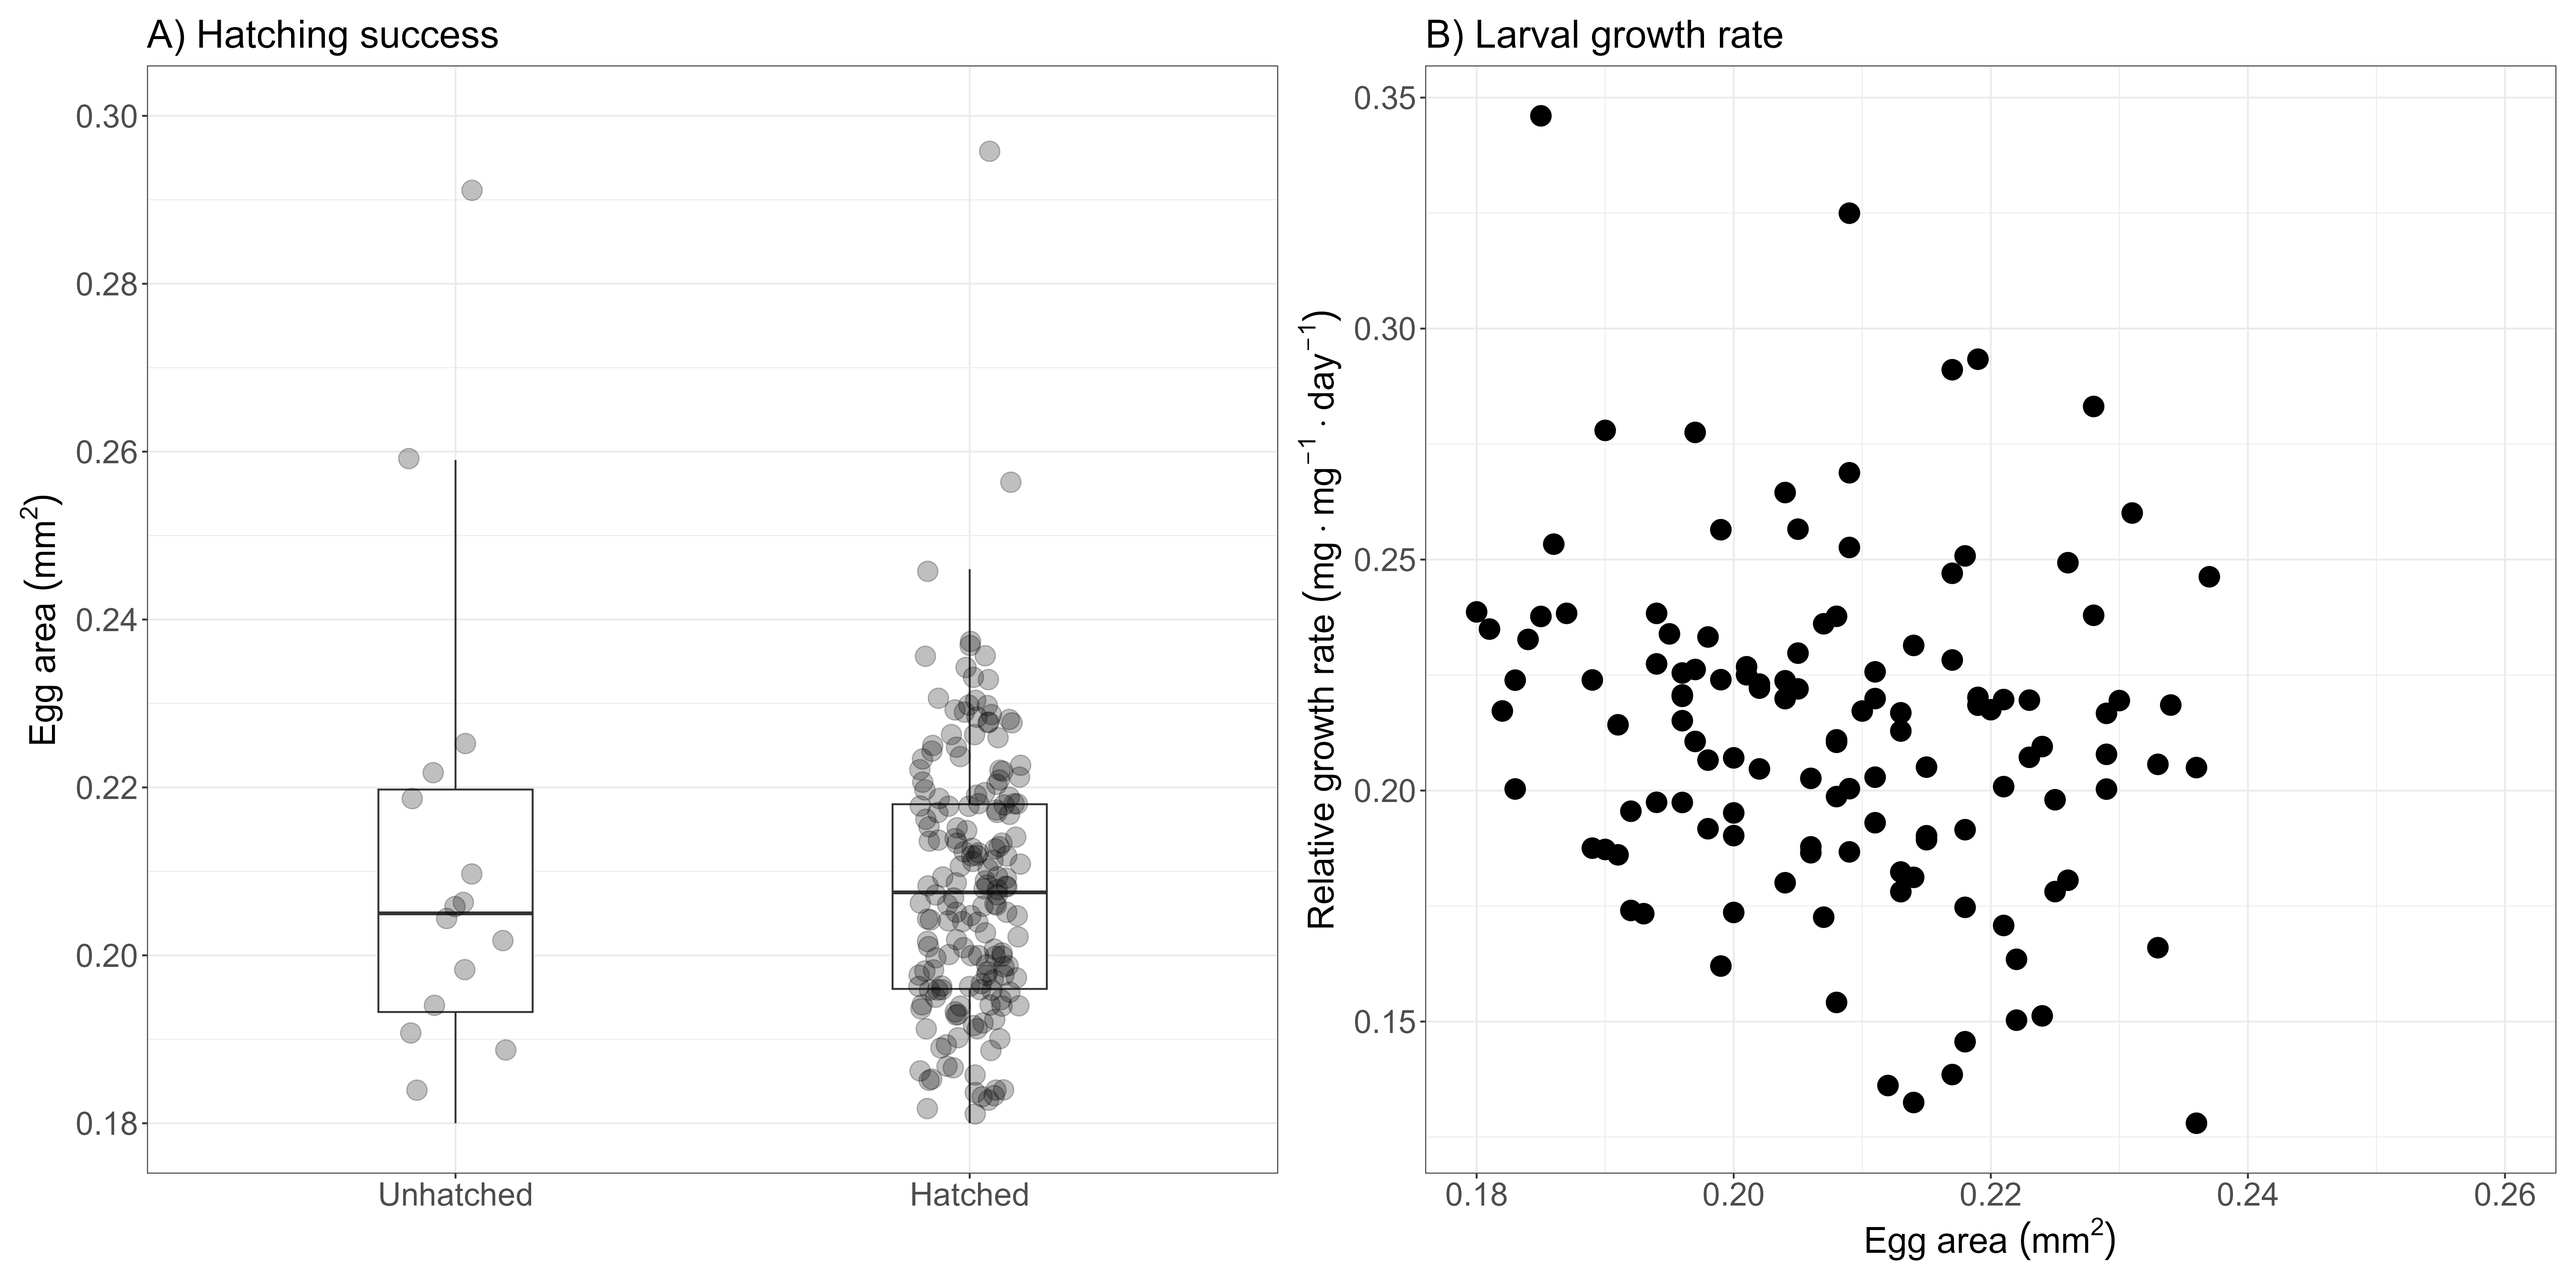 A) Hatching success
Egg area (mm²)
0.30
0.28
0.26
0.24
0.22
0.20
0.18
Unhatched
Hatched
B) Larval growth rate
Relative growth rate (mg · mg⁻¹ · day⁻¹)
0.35
0.30
0.25
0.20
0.15
0.18
0.20
0.22
0.24
0.26
Egg area (mm²)